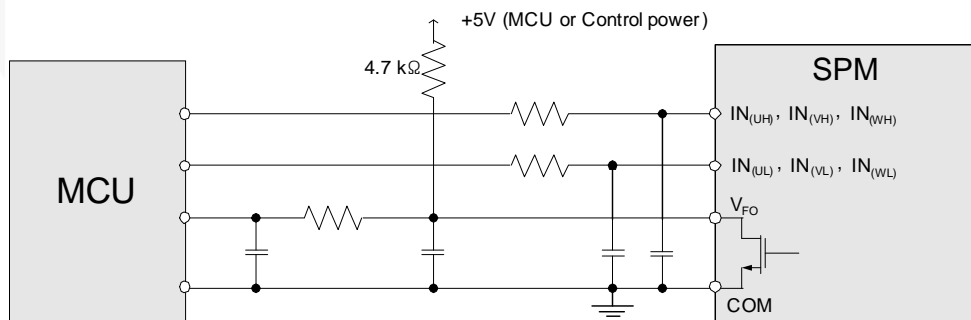 +5V (MCU or Control power)
4.7 kΩ
SPM
IN(UH), IN(VH), IN(WH)
MCU
IN(UL), IN(VL), IN(WL)
VFO
COM